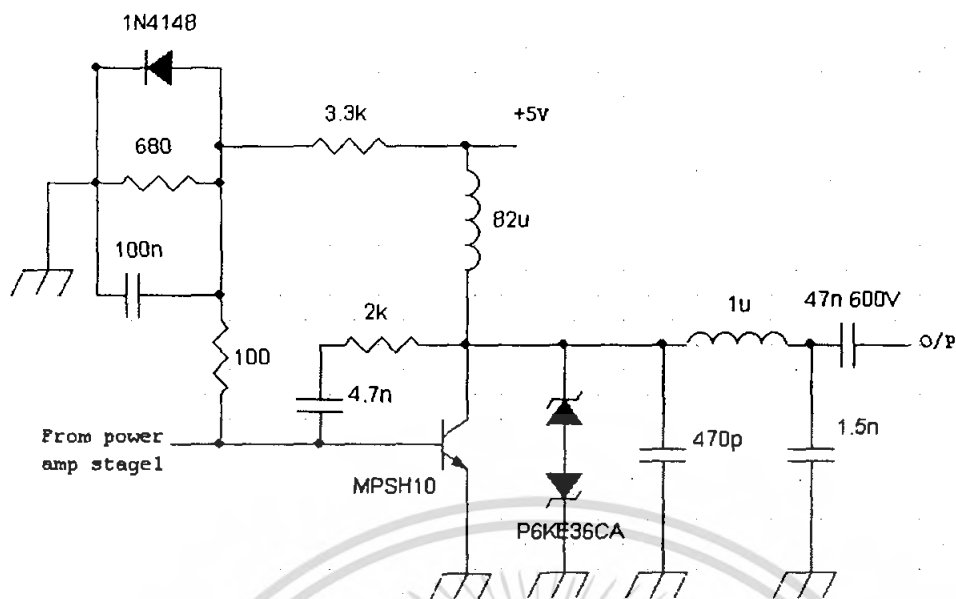 1N4148
3.3k
+5V
680
82u
100n
2k
1u
47n 600V
O/P
100
4.7n
From power
amp stage1
470p
1.5n
MPSH10
P6KE36CA